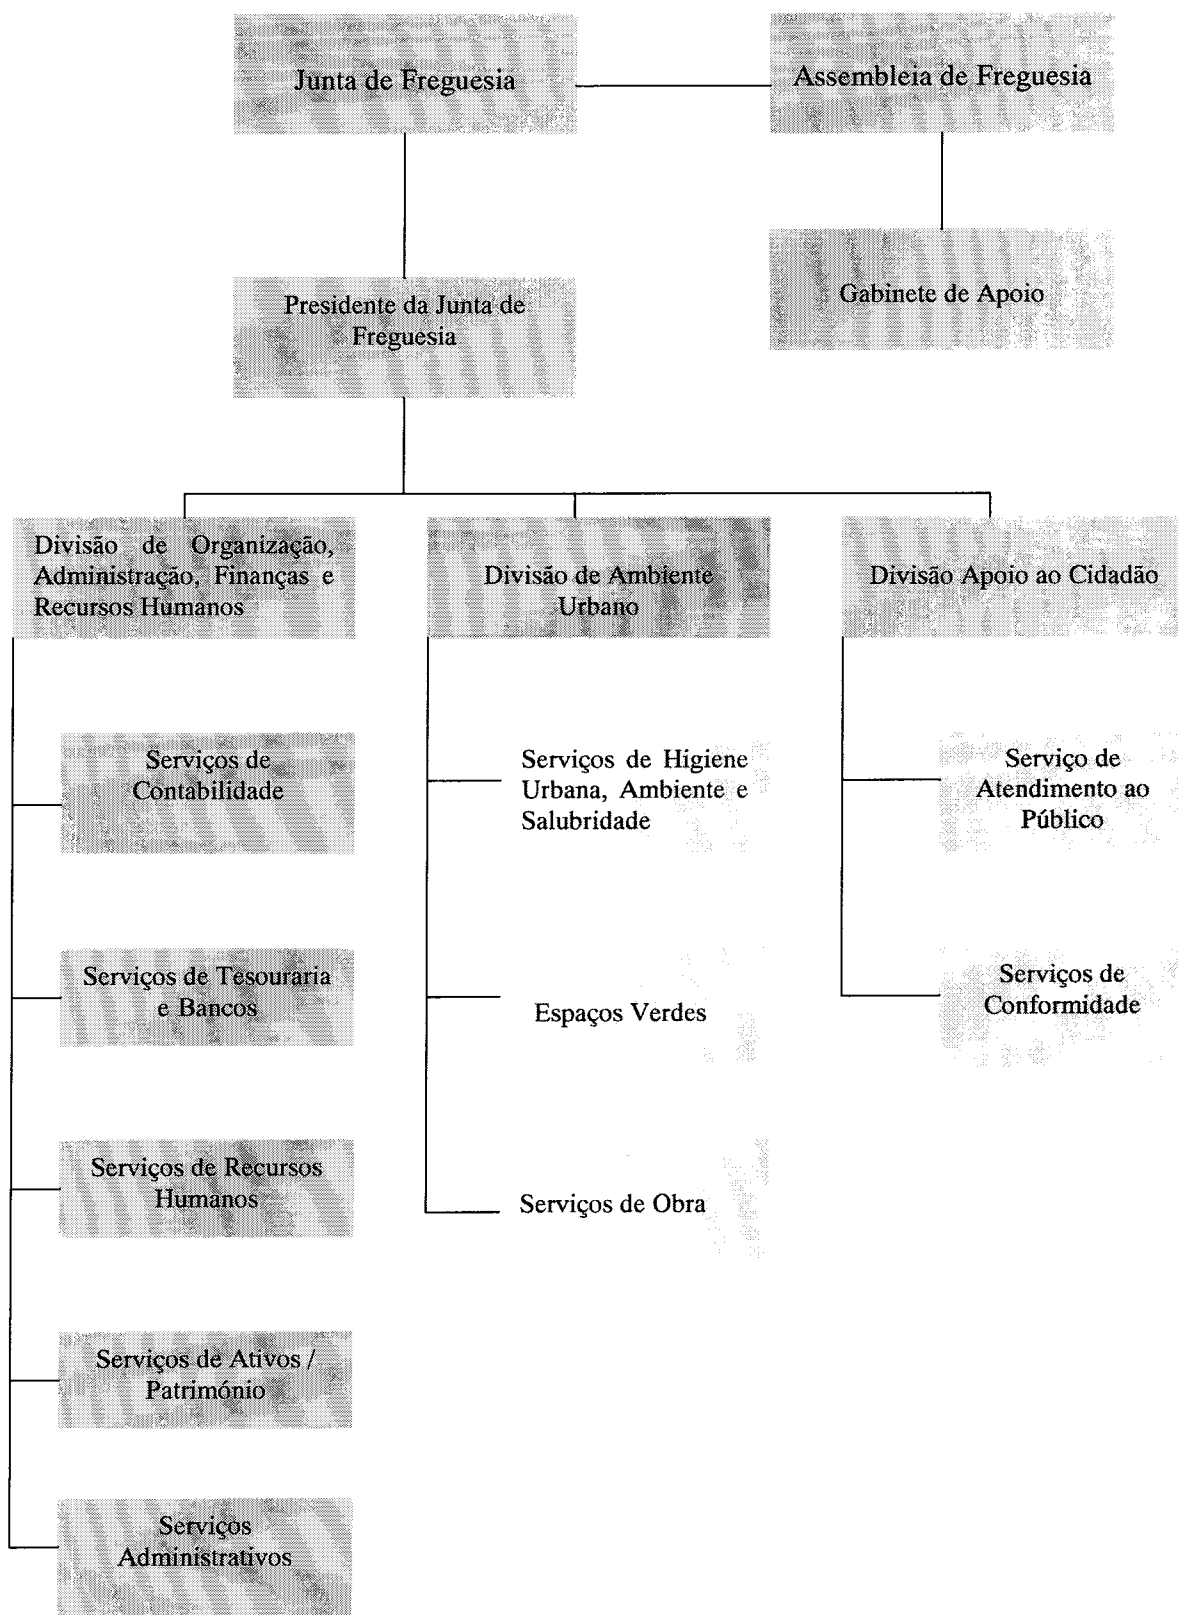 Junta de Freguesia
Assembleia de Freguesia
Presidente da Junta de
Freguesia
Gabinete de Apoio
Divisão de Organização,
Administração, Finanças e
Recursos Humanos
Divisão de Ambiente
Urbano
Divisão Apoio ao Cidadão
Serviços de
Contabilidade
Serviços de Higiene
Urbana, Ambiente e
Salubridade
Serviço de
Atendimento ao
Público
Serviços de Tesouraria
e Bancos
Espaços Verdes
Serviços de
Conformidade
Serviços de Recursos
Humanos
Serviços de Obra
Serviços de Ativos /
Património
Serviços
Administrativos